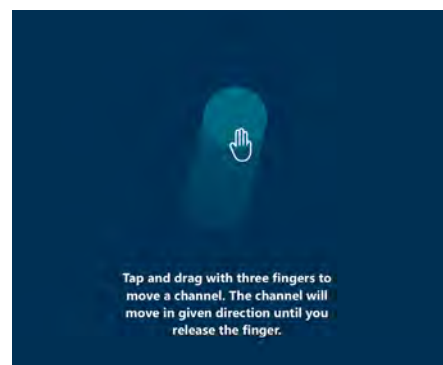 Tap and drag with three fingers to
move a channel. The channel will
move in given direction until you
release the finger.